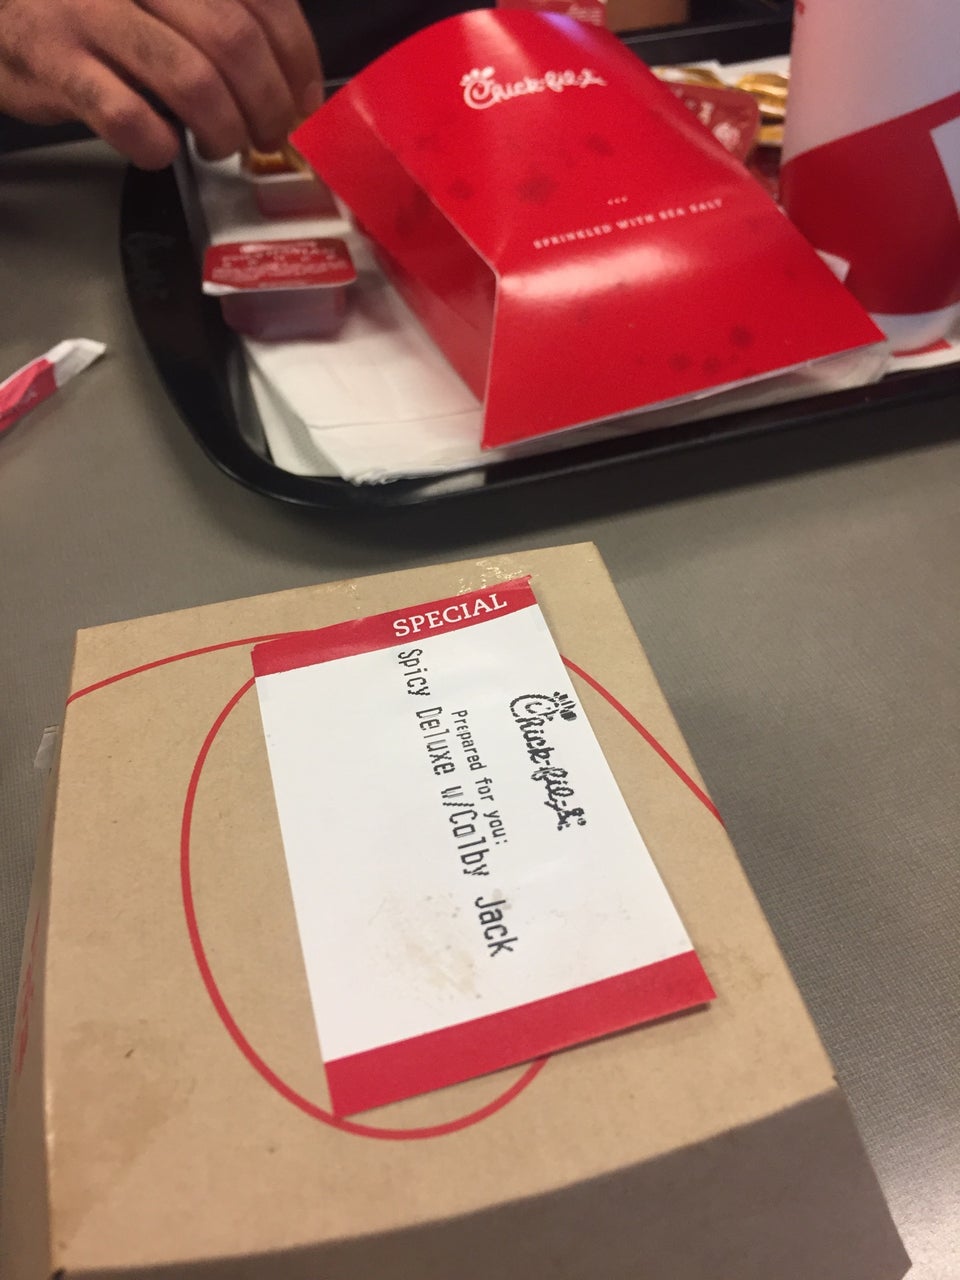 Chick-fil-A
SPRINKLED WITH SEA SALT
SPECIAL
Chick-fil-A
Prepared for you:
Spicy Deluxe w/Colby Jack